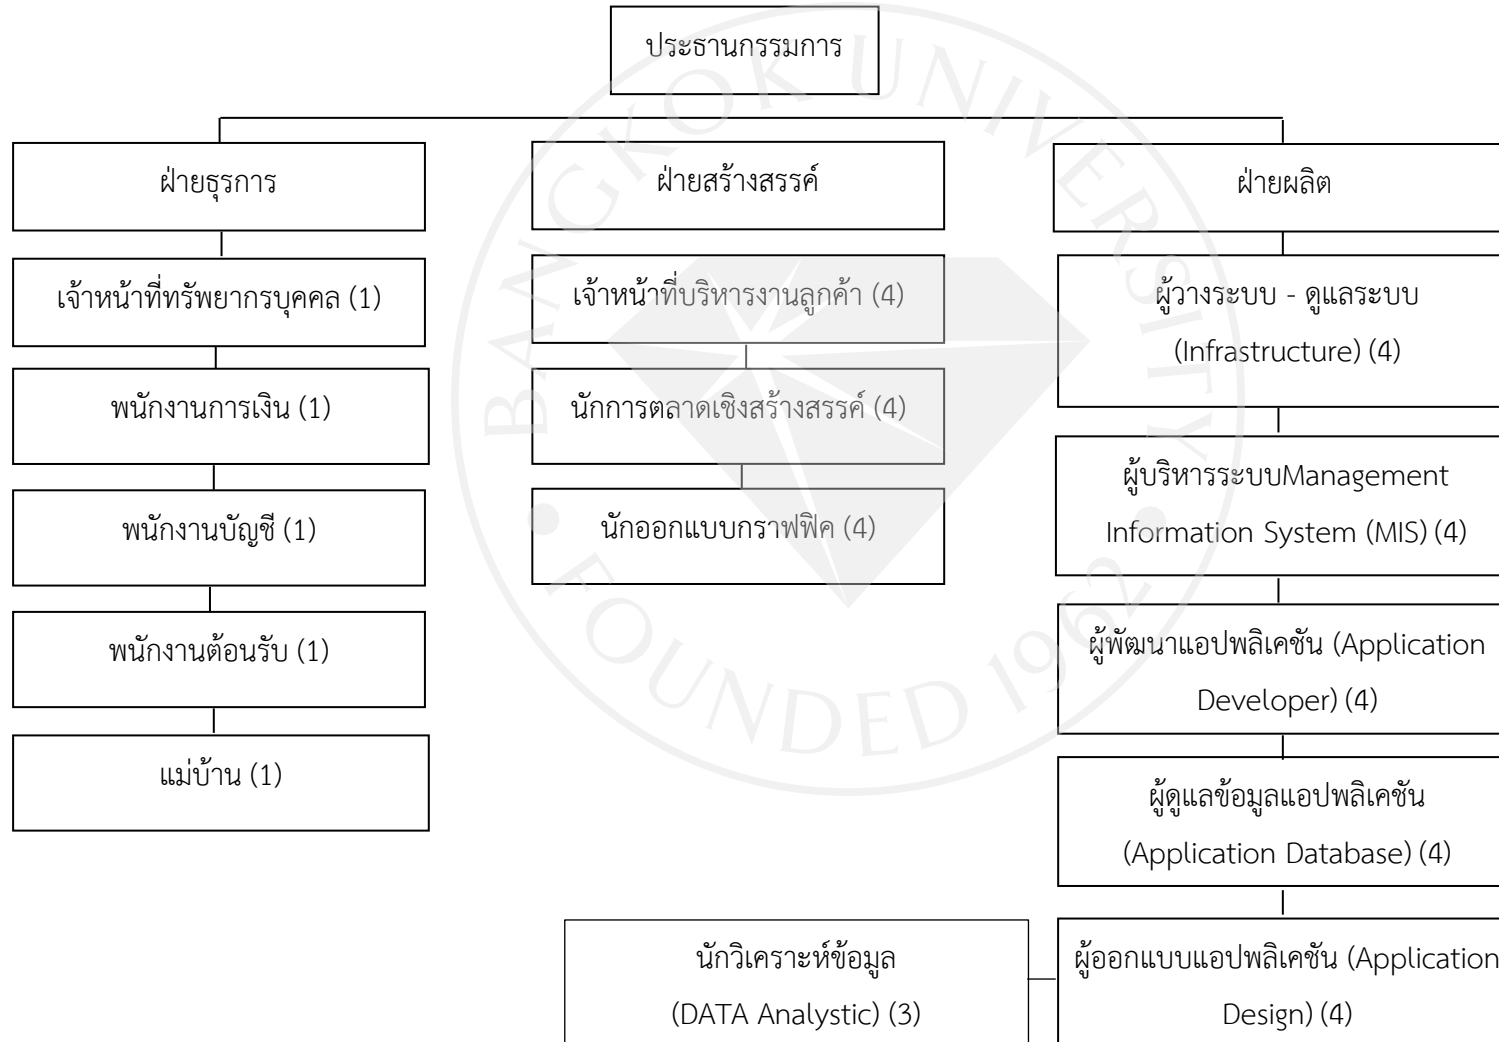 ประธานกรรมการ
ฝ่ายธุรการ
ฝ่ายสร้างสรรค์
ฝ่ายผลิต
เจ้าหน้าที่ทรัพยากรบุคคล (1)
พนักงานการเงิน (1)
พนักงานบัญชี (1)
พนักงานต้อนรับ (1)
แม่บ้าน (1)
เจ้าหน้าที่บริหารงานลูกค้า (4)
นักการตลาดเชิงสร้างสรรค์ (4)
นักออกแบบกราฟฟิค (4)
ผู้วางระบบ - ดูแลระบบ
(Infrastructure) (4)
ผู้บริหารระบบManagement
Information System (MIS) (4)
ผู้พัฒนาแอปพลิเคชัน (Application
Developer) (4)
ผู้ดูแลข้อมูลแอปพลิเคชัน
(Application Database) (4)
ผู้ออกแบบแอปพลิเคชัน (Application
Design) (4)
นักวิเคราะห์ข้อมูล
(DATA Analystic) (3)
BANGKOK UNIVERSITY
FOUNDED 1962